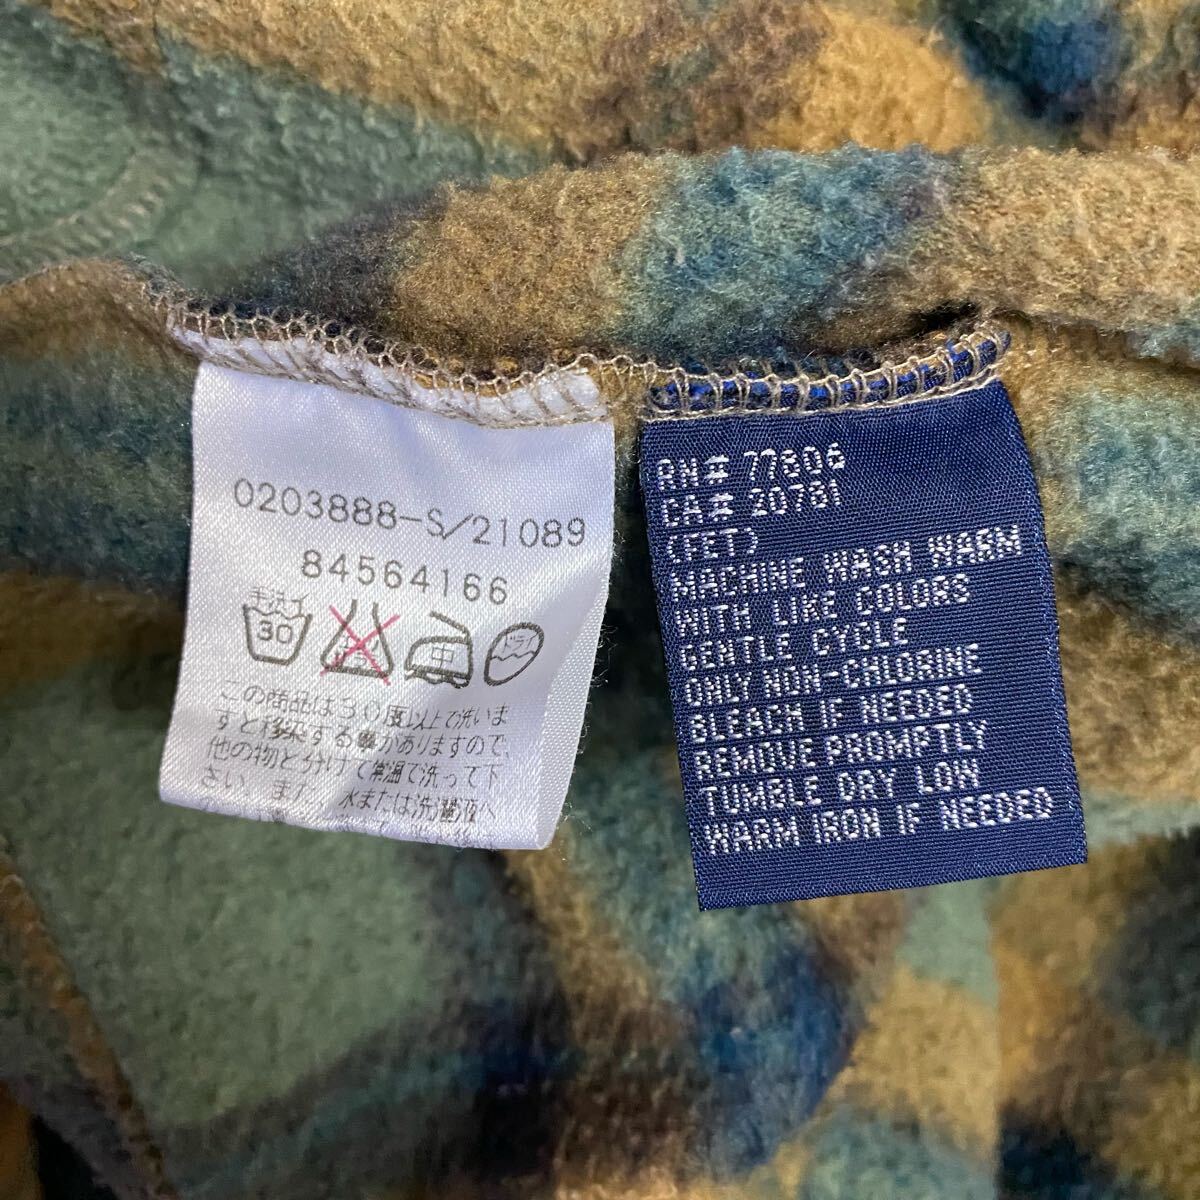 0203888-S/21089
84564166
手洗イ
30
中
ドライ
この商品は30度以上で洗いま
すと移染する事がありますので、
他の物と分けて常温で洗って下
さい。また、水または洗濯液へ
RN# 77806
CA# 20781
(FET)
MACHINE WASH WARM
WITH LIKE COLORS
GENTLE CYCLE
ONLY NON-CHLORINE
BLEACH IF NEEDED
REMOVE PROMPTLY
TUMBLE DRY LOW
WARM IRON IF NEEDED